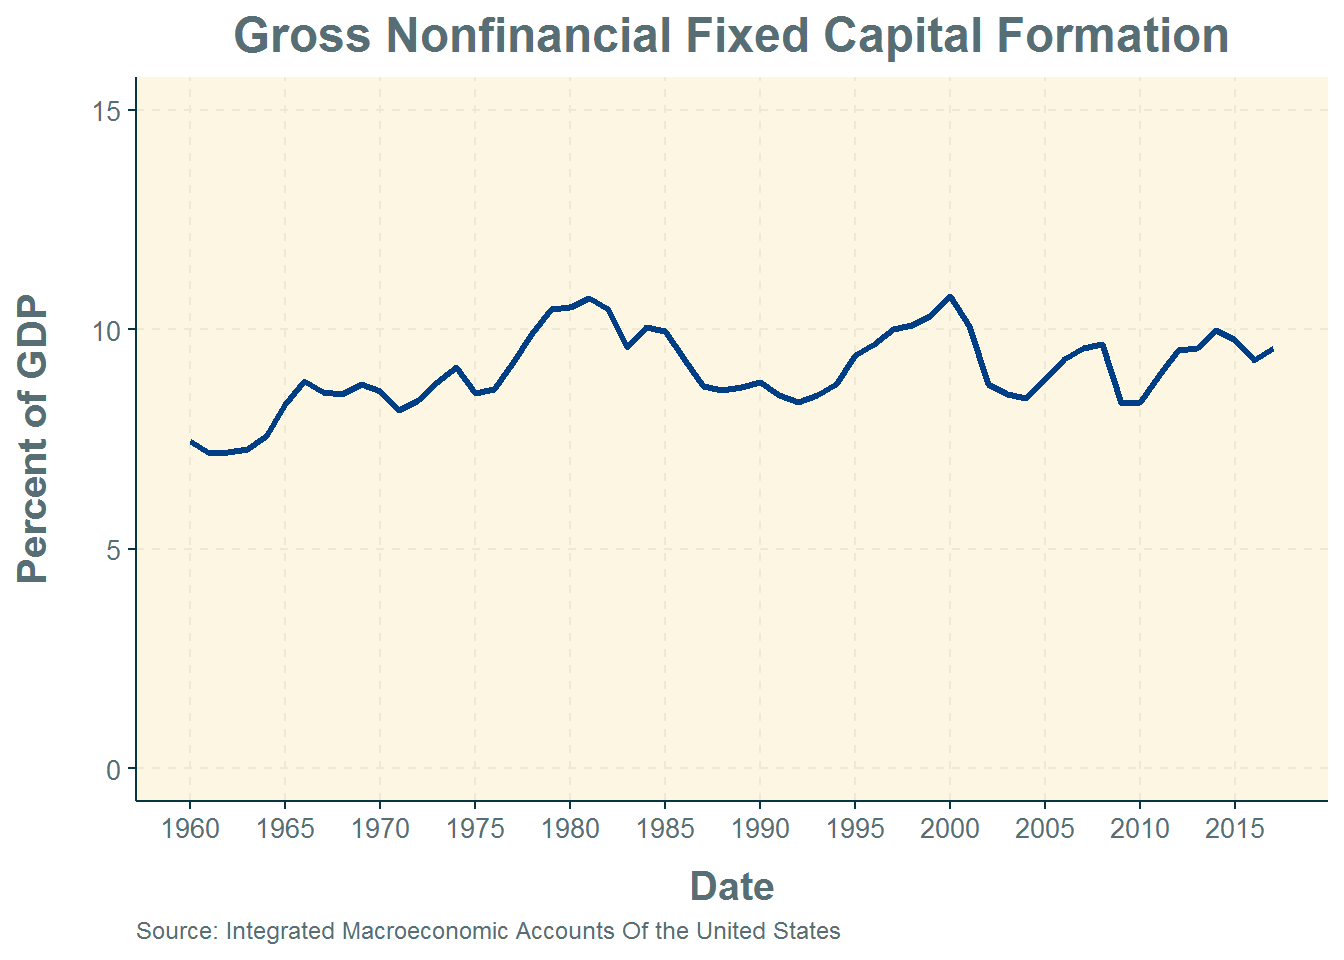 Gross Nonfinancial Fixed Capital Formation
Percent of GDP
15
10
5
0
1960 1965 1970 1975 1980 1985 1990 1995 2000 2005 2010 2015
Date
Source: Integrated Macroeconomic Accounts Of the United States